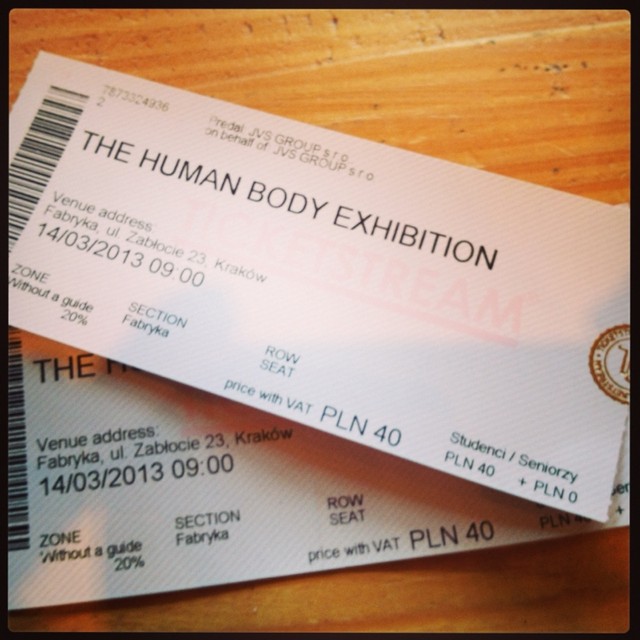 7873324936
2
Predal JVS GROUP s r o
on behalf of JVS GROUP s r o
THE HUMAN BODY EXHIBITION
TICKETSTREAM
Venue address:
Fabryka, ul. Zabłocie 23, Kraków
14/03/2013 09:00
ZONE
Without a guide
20%
SECTION
Fabryka
ROW
SEAT
price with VAT PLN 40
Studenci / Seniorzy
PLN 40 + PLN 0
THE
Venue address:
Fabryka, ul. Zabłocie 23, Kraków
14/03/2013 09:00
ZONE
Without a guide
20%
SECTION
Fabryka
ROW
SEAT
price with VAT PLN 40
PLN 40